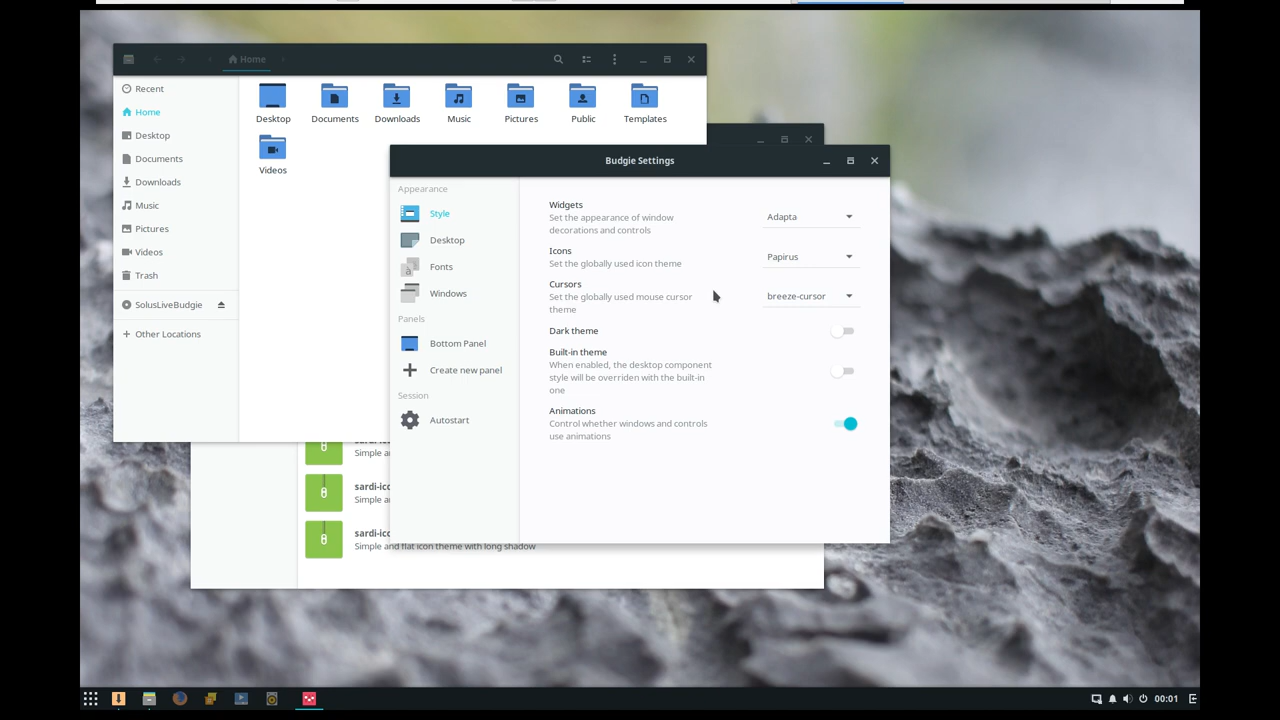 Home
Recent
Home
Desktop
Documents
Downloads
Music
Pictures
Videos
Trash
SolusLiveBudgie
Other Locations
Desktop
Documents
Downloads
Music
Pictures
Public
Templates
Videos
Budgie Settings
Appearance
Style
Desktop
Fonts
Windows
Panels
Bottom Panel
Create new panel
Session
Autostart
Widgets
Set the appearance of window
decorations and controls
Adapta
Icons
Set the globally used icon theme
Papirus
Cursors
Set the globally used mouse cursor
theme
breeze-cursor
Dark theme
Built-in theme
When enabled, the desktop component
style will be overriden with the built-in
one
Animations
Control whether windows and controls
use animations
Simple a
sardi-ic
Simple a
sardi-ico
Simple and flat icon theme with long shadow
00:01